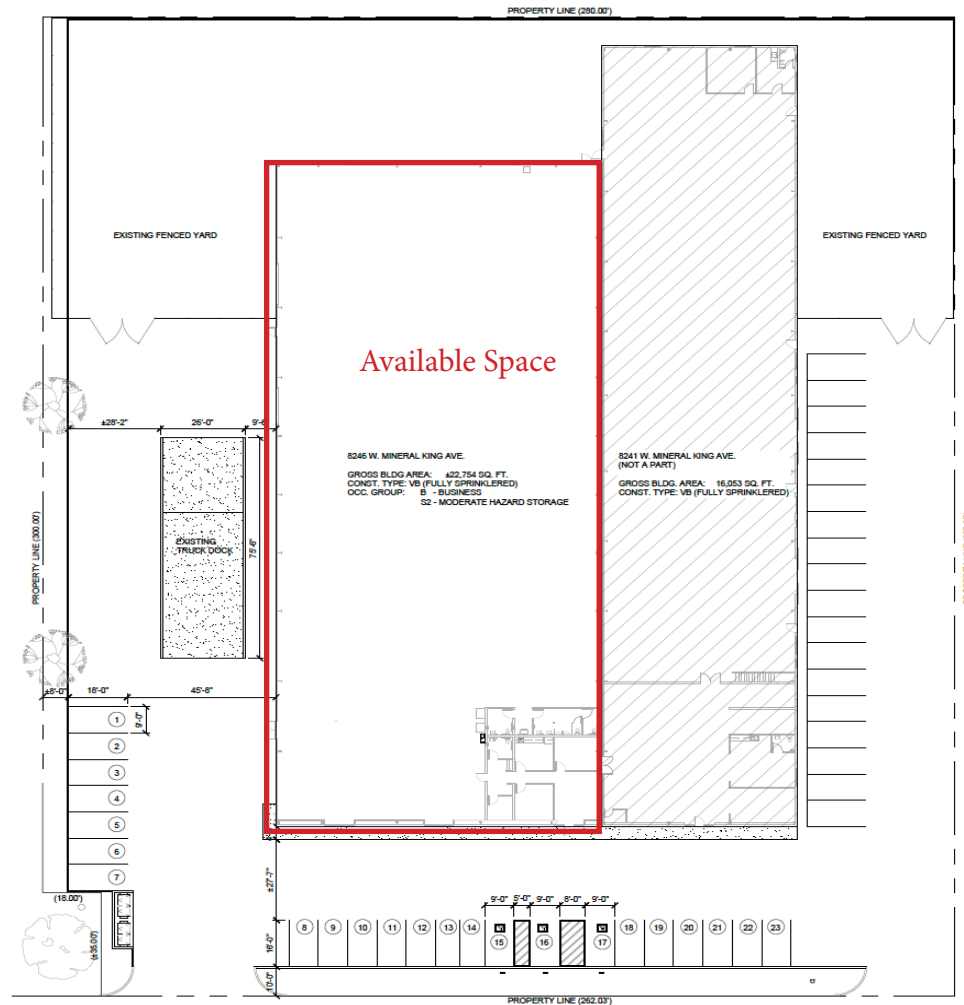 PROPERTY LINE (280.00')
EXISTING FENCED YARD
EXISTING FENCED YARD
Available Space
±28'-2"
26'-0"
8246 W. MINERAL KING AVE.
GROSS BLDG AREA: ±22,754 SQ. FT.
CONST. TYPE: VB (FULLY SPRINKLERED)
OCC. GROUP: B - BUSINESS
S2 - MODERATE HAZARD STORAGE
8241 W. MINERAL KING AVE.
(NOT A PART)
GROSS BLDG. AREA: 16,053 SQ. FT.
CONST. TYPE: VB (FULLY SPRINKLERED)
PROPERTY LINE (300.00')
EXISTING
TRUCK DOCK
75'-6"
±8'-0"
18'-0"
45'-8"
9'-0"
1
2
3
4
5
6
7
(18.00')
(±35.00')
±27'-7"
9'-0"
5'-0"
9'-0"
8'-0"
9'-0"
16'-0"
8
9
10
11
12
13
14
15
16
17
18
19
20
21
22
23
10'-0"
PROPERTY LINE (262.03')